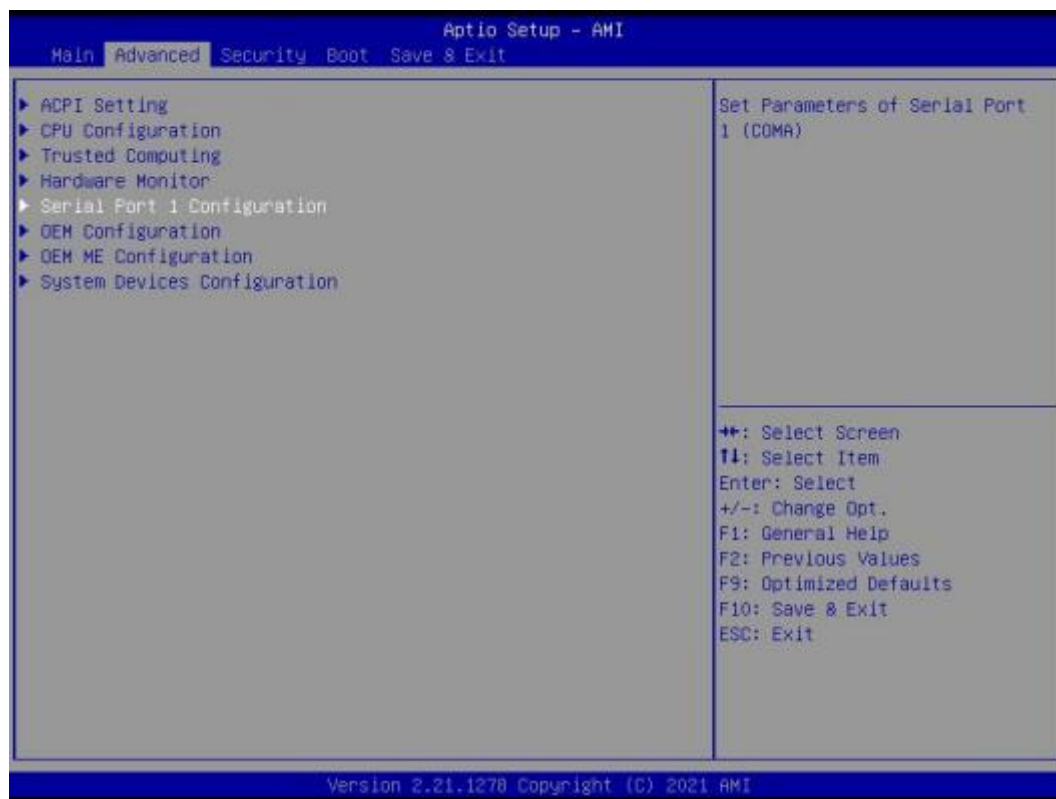 Aptio Setup - AMI
Main Advanced Security Boot Save & Exit
ACPI Setting
CPU Configuration
Trusted Computing
Hardware Monitor
Serial Port 1 Configuration
OEM Configuration
OEM ME Configuration
System Devices Configuration
Set Parameters of Serial Port
1 (COMA)
→←: Select Screen
↑↓: Select Item
Enter: Select
+/-: Change Opt.
F1: General Help
F2: Previous Values
F9: Optimized Defaults
F10: Save & Exit
ESC: Exit
Version 2.21.1278 Copyright (C) 2021 AMI